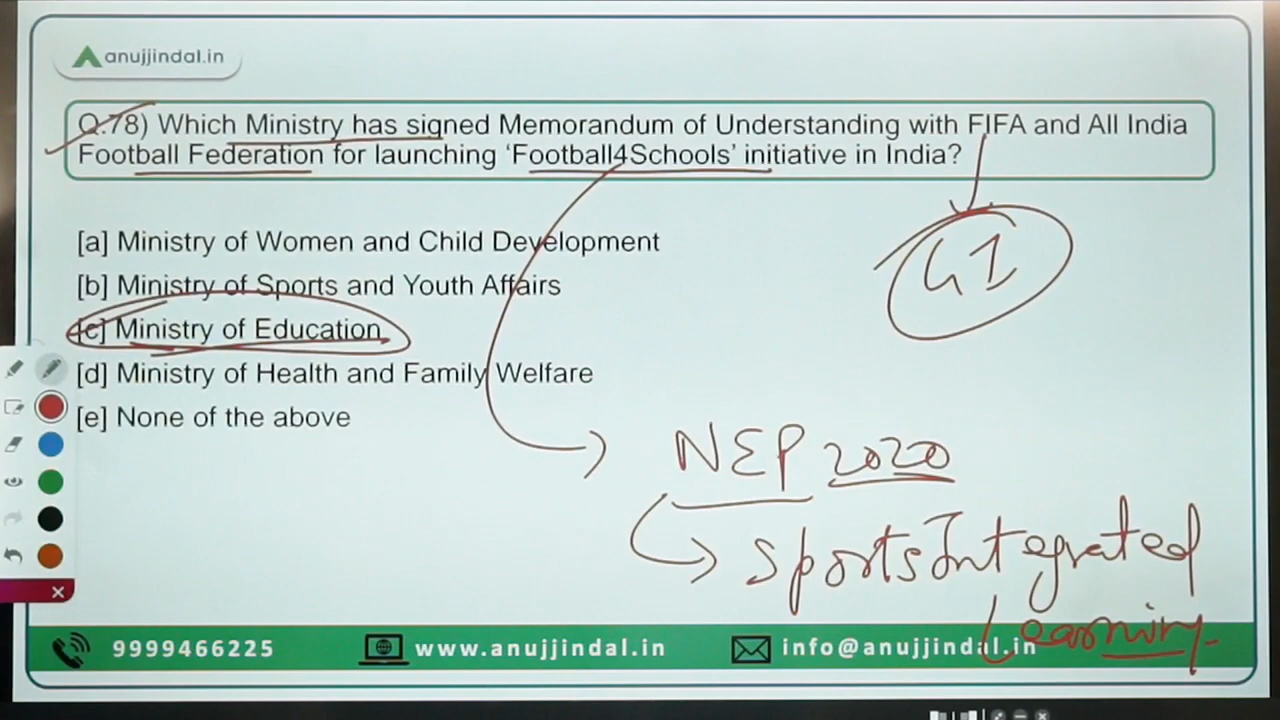 anujjindal.in
Q.78) Which Ministry has signed Memorandum of Understanding with FIFA and All India
Football Federation for launching ‘Football4Schools’ initiative in India?
[a] Ministry of Women and Child Development
[b] Ministry of Sports and Youth Affairs
[c] Ministry of Education
[d] Ministry of Health and Family Welfare
[e] None of the above
NEP 2020
Sports Integrated
Learning.
9999466225
www.anujjindal.in
info@anujjindal.in